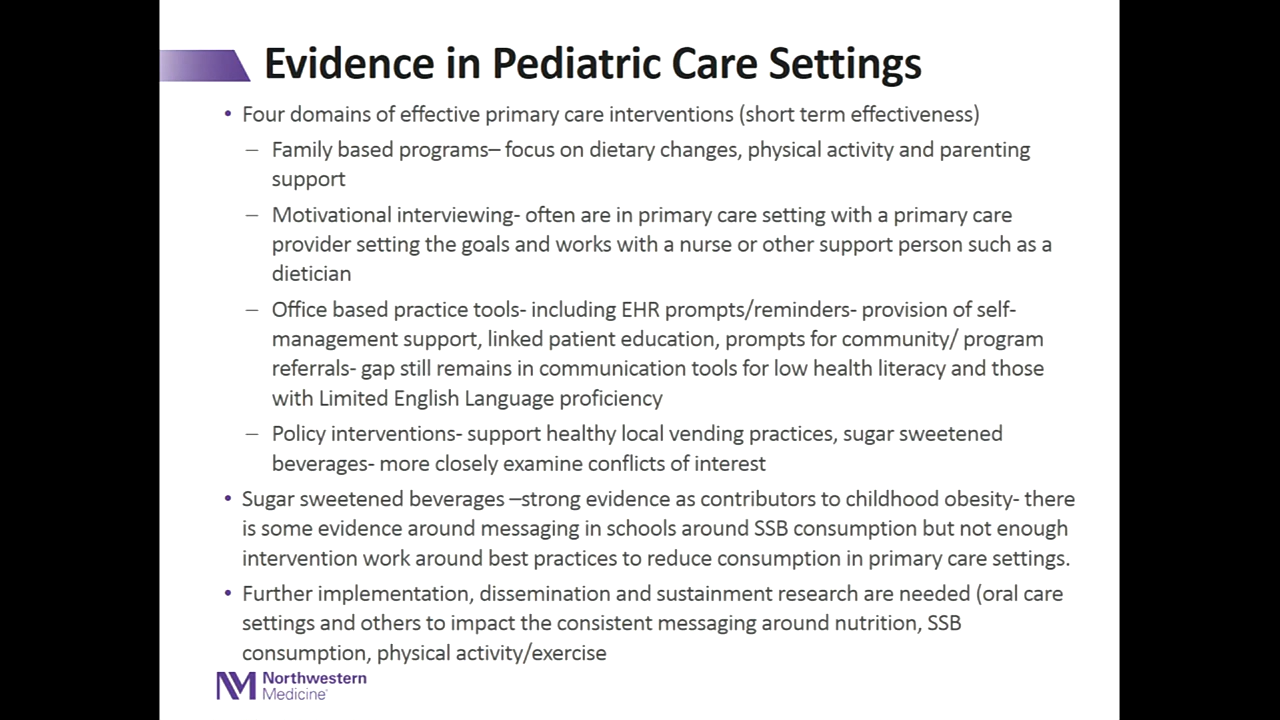 Evidence in Pediatric Care Settings
• Four domains of effective primary care interventions (short term effectiveness)
– Family based programs– focus on dietary changes, physical activity and parenting
support
– Motivational interviewing- often are in primary care setting with a primary care
provider setting the goals and works with a nurse or other support person such as a
dietician
– Office based practice tools- including EHR prompts/reminders- provision of self-
management support, linked patient education, prompts for community/ program
referrals- gap still remains in communication tools for low health literacy and those
with Limited English Language proficiency
– Policy interventions- support healthy local vending practices, sugar sweetened
beverages- more closely examine conflicts of interest
• Sugar sweetened beverages –strong evidence as contributors to childhood obesity- there
is some evidence around messaging in schools around SSB consumption but not enough
intervention work around best practices to reduce consumption in primary care settings.
• Further implementation, dissemination and sustainment research are needed (oral care
settings and others to impact the consistent messaging around nutrition, SSB
consumption, physical activity/exercise
NM Northwestern
Medicine